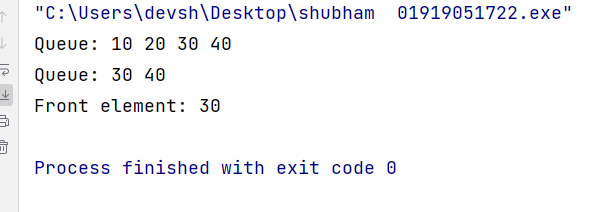 "C:\Users\devsh\Desktop\shubham  01919051722.exe"
Queue: 10 20 30 40
Queue: 30 40
Front element: 30
Process finished with exit code 0